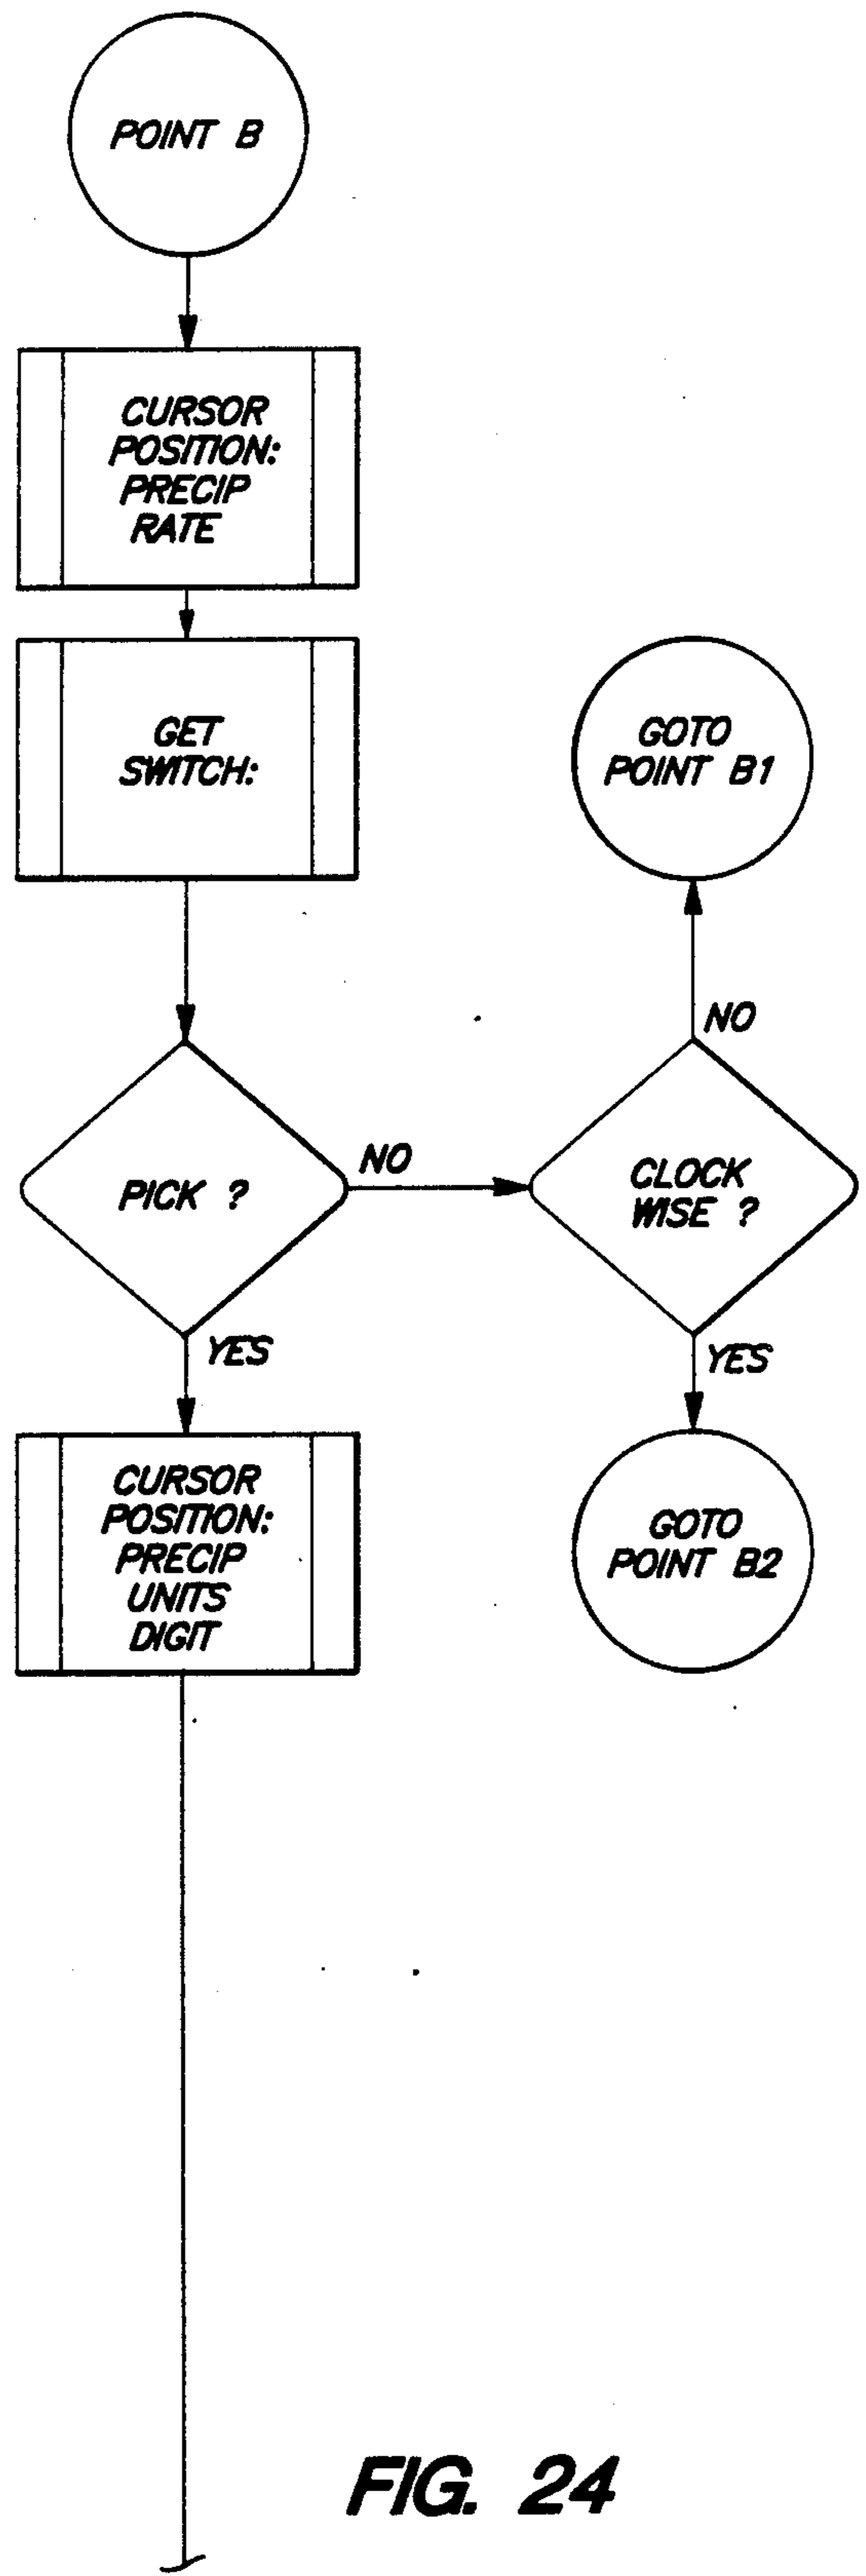 POINT B
CURSOR
POSITION:
PRECIP
RATE
GET
SWITCH:
GOTO
POINT B1
NO
PICK ?
NO
CLOCK
WISE ?
YES
YES
CURSOR
POSITION:
PRECIP
UNITS
DIGIT
GOTO
POINT B2
FIG. 24